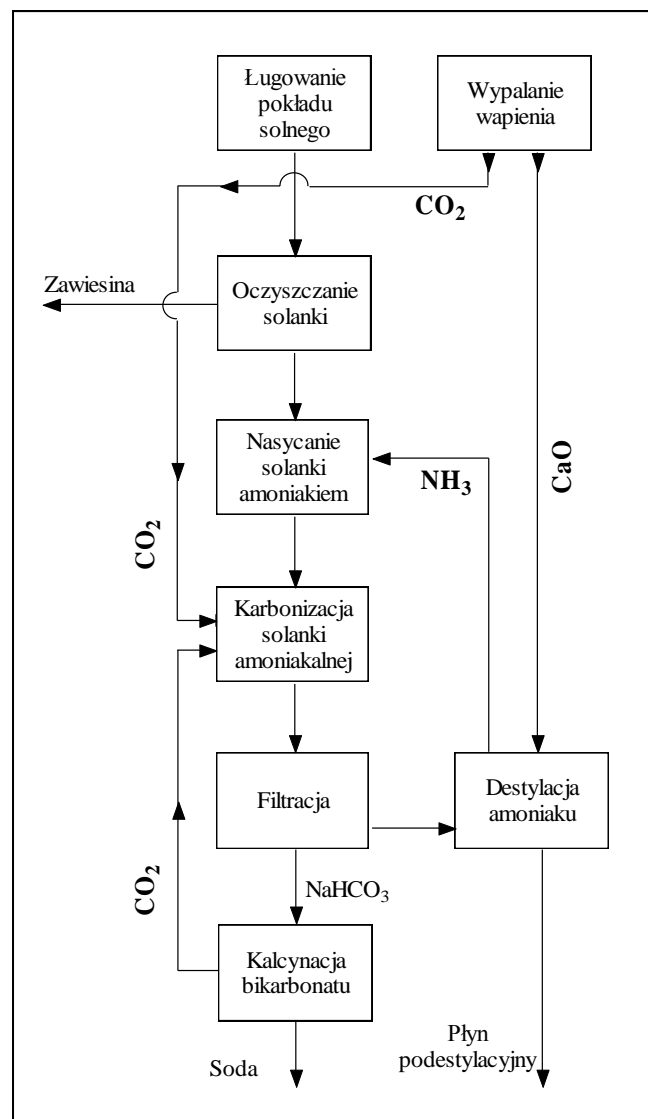 Ługowanie
pokładu
solnego
Wypalanie
wapienia
CO2
Zawiesina
Oczyszczanie
solanki
Nasycanie
solanki
amoniakiem
NH3
CaO
CO2
Karbonizacja
solanki
amoniakalnej
Filtracja
Destylacja
amoniaku
CO2
NaHCO3
Kalcynacja
bikarbonatu
Soda
Płyn
podestylacyjny